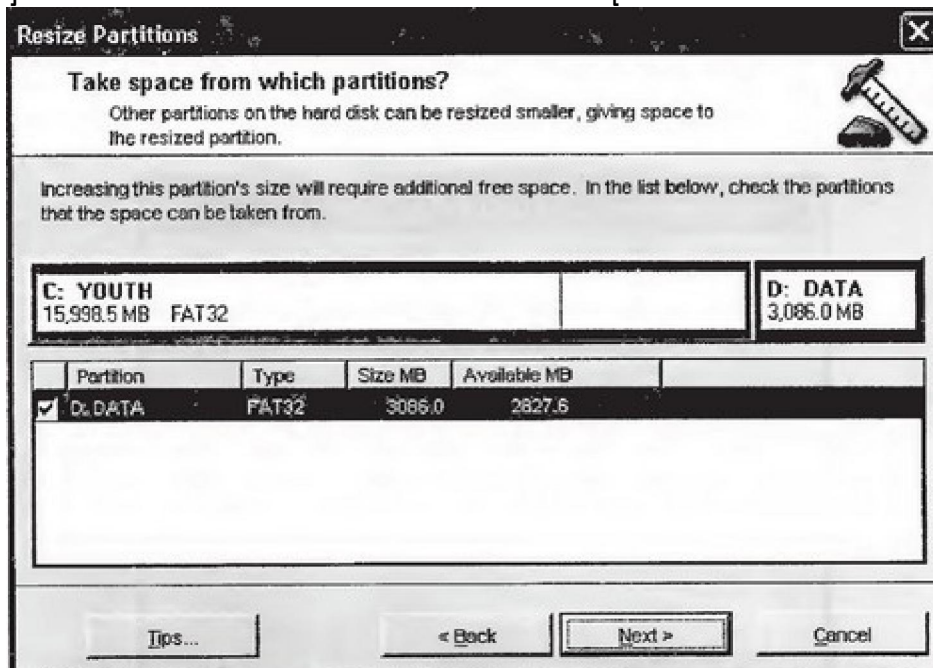 Resize Partitions
Take space from which partitions?
Other partitions on the hard disk can be resized smaller, giving space to
the resized partition.
Increasing this partition's size will require additional free space. In the list below, check the partitions
that the space can be taken from.
C: YOUTH
15,998.5 MB FAT32
D: DATA
3,086.0 MB
Partition Type Size MB Available MB
D: DATA FAT32 3086.0 2827.6
Tips... < Back Next > Cancel